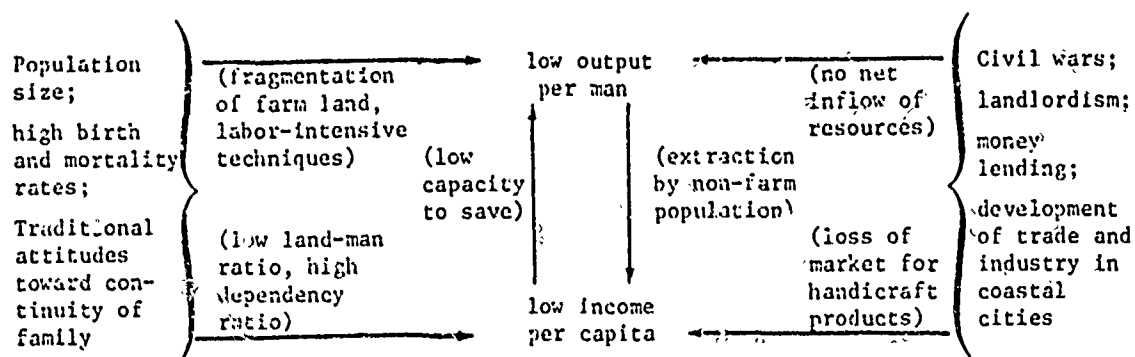 Population
size;
high birth
and mortality
rates;
Traditional
attitudes
toward con-
tinuity of
family
(fragmentation
of farm land,
labor-intensive
techniques)
(low land-man
ratio, high
dependency
ratio)
low output
per man
(low
capacity
to save)
(extraction
by non-farm
population)
low income
per capita
(no net
inflow of
resources)
(loss of
market for
handicraft
products)
Civil wars;
landlordism;
money
lending;
development
of trade and
industry in
coastal
cities